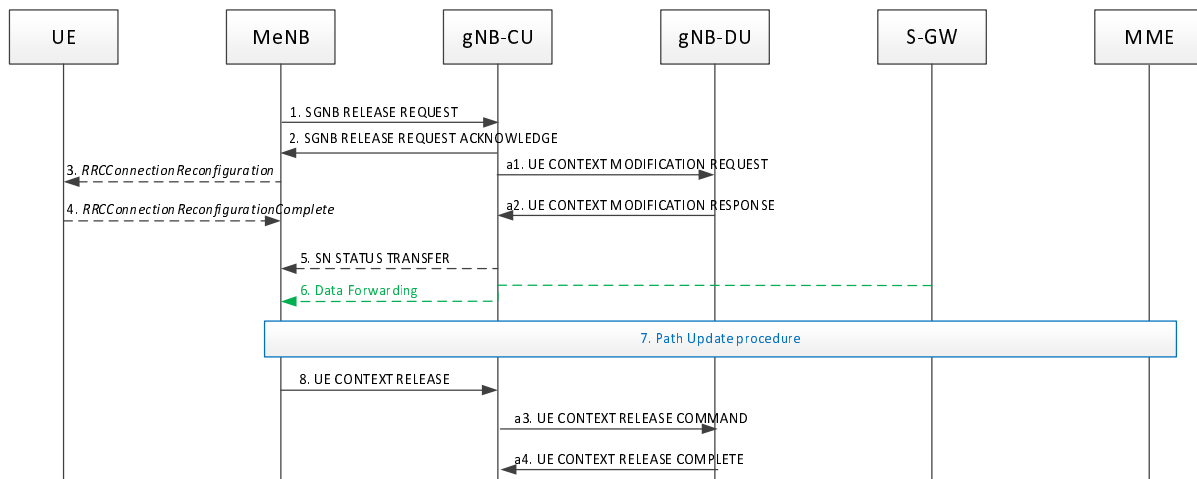 UE
MeNB
gNB-CU
gNB-DU
S-GW
MME
1. SGNB RELEASE REQUEST
2. SGNB RELEASE REQUEST ACKNOWLEDGE
a1. UE CONTEXT MODIFICATION REQUEST
3. RRCConnectionReconfiguration
4. RRCConnectionReconfigurationComplete
a2. UE CONTEXT MODIFICATION RESPONSE
5. SN STATUS TRANSFER
6. Data Forwarding
7. Path Update procedure
8. UE CONTEXT RELEASE
a3. UE CONTEXT RELEASE COMMAND
a4. UE CONTEXT RELEASE COMPLETE